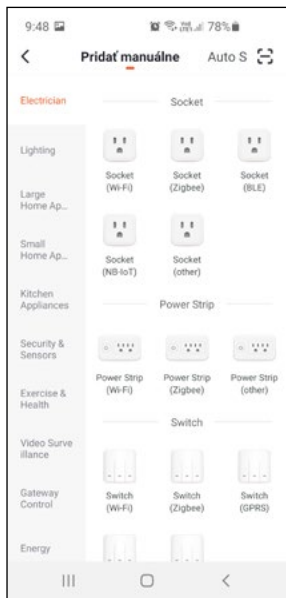 9:48 78%
Pridať manuálne Auto S
Electrician
Lighting
Large
Home Ap...
Small
Home Ap...
Kitchen
Appliances
Security &
Sensors
Exercise &
Health
Video Surve
illance
Gateway
Control
Energy
Socket
Socket Socket Socket
(Wi-Fi) (Zigbee) (BLE)
Socket Socket
(NB-IoT) (other)
Power Strip
Power Strip Power Strip Power Strip
(Wi-Fi) (Zigbee) (other)
Switch
Switch Switch Switch
(Wi-Fi) (Zigbee) (GPRS)